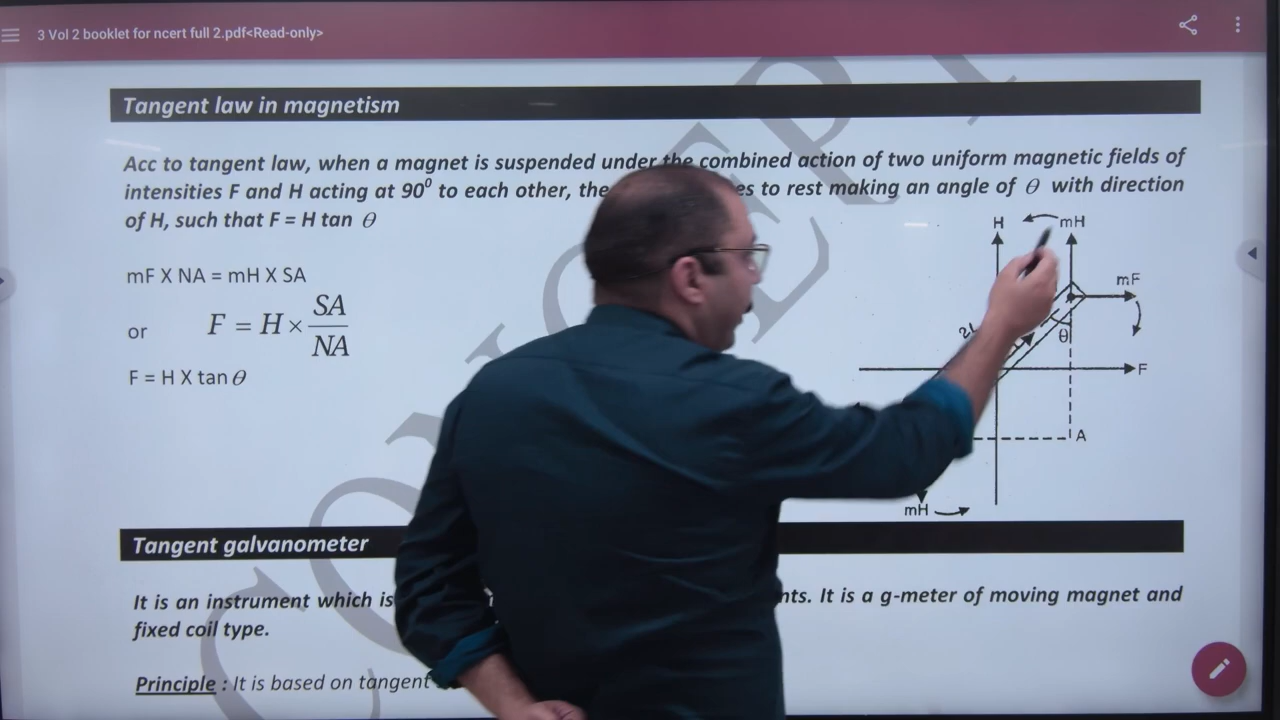 3 Vol 2 booklet for ncert full 2.pdf<Read-only>
Tangent law in magnetism
Acc to tangent law, when a magnet is suspended under the combined action of two uniform magnetic fields of
intensities F and H acting at 90⁰ to each other, the es to rest making an angle of θ with direction
of H, such that F = H tan θ
mF X NA = mH X SA
or F = H × SA / NA
F = H X tan θ
H
mH
mF
2l
θ
F
A
mH
Tangent galvanometer
It is an instrument which is nts. It is a g-meter of moving magnet and
fixed coil type.
Principle : It is based on tangent
CONCEPT